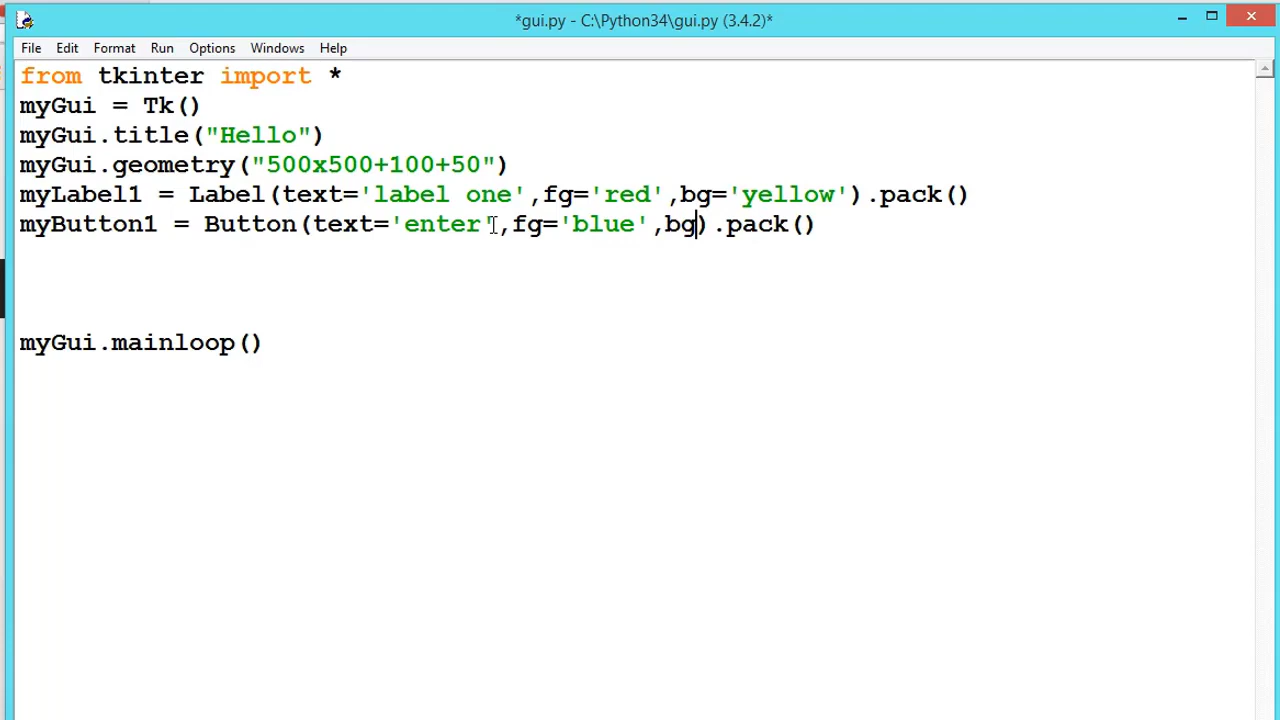 *gui.py - C:\Python34\gui.py (3.4.2)*
File Edit Format Run Options Windows Help
from tkinter import *
myGui = Tk()
myGui.title("Hello")
myGui.geometry("500x500+100+50")
myLabel1 = Label(text='label one',fg='red',bg='yellow').pack()
myButton1 = Button(text='enter',fg='blue',bg).pack()
myGui.mainloop()